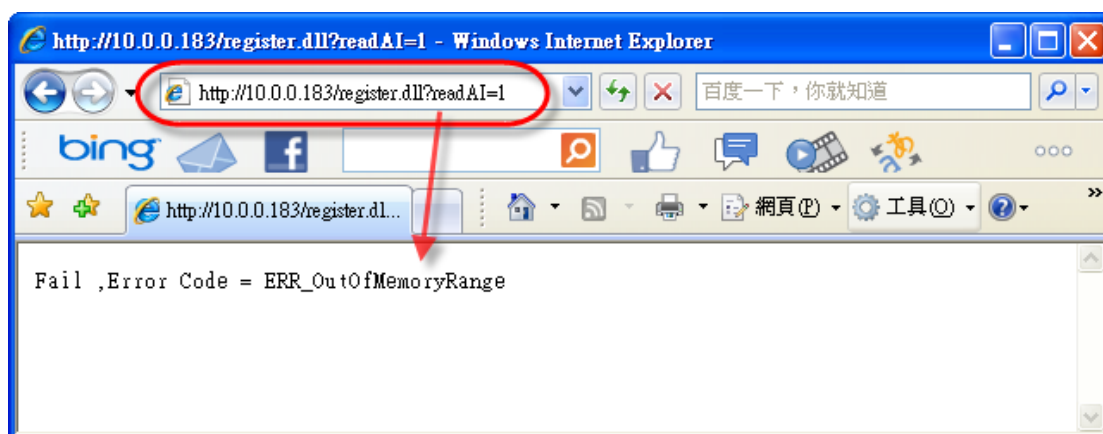 http://10.0.0.183/register.dll?readAI=1 - Windows Internet Explorer
http://10.0.0.183/register.dll?readAI=1
百度一下，你就知道
bing
f
http://10.0.0.183/register.dl...
網頁(P)
工具(O)
Fail ,Error Code = ERR_OutOfMemoryRange